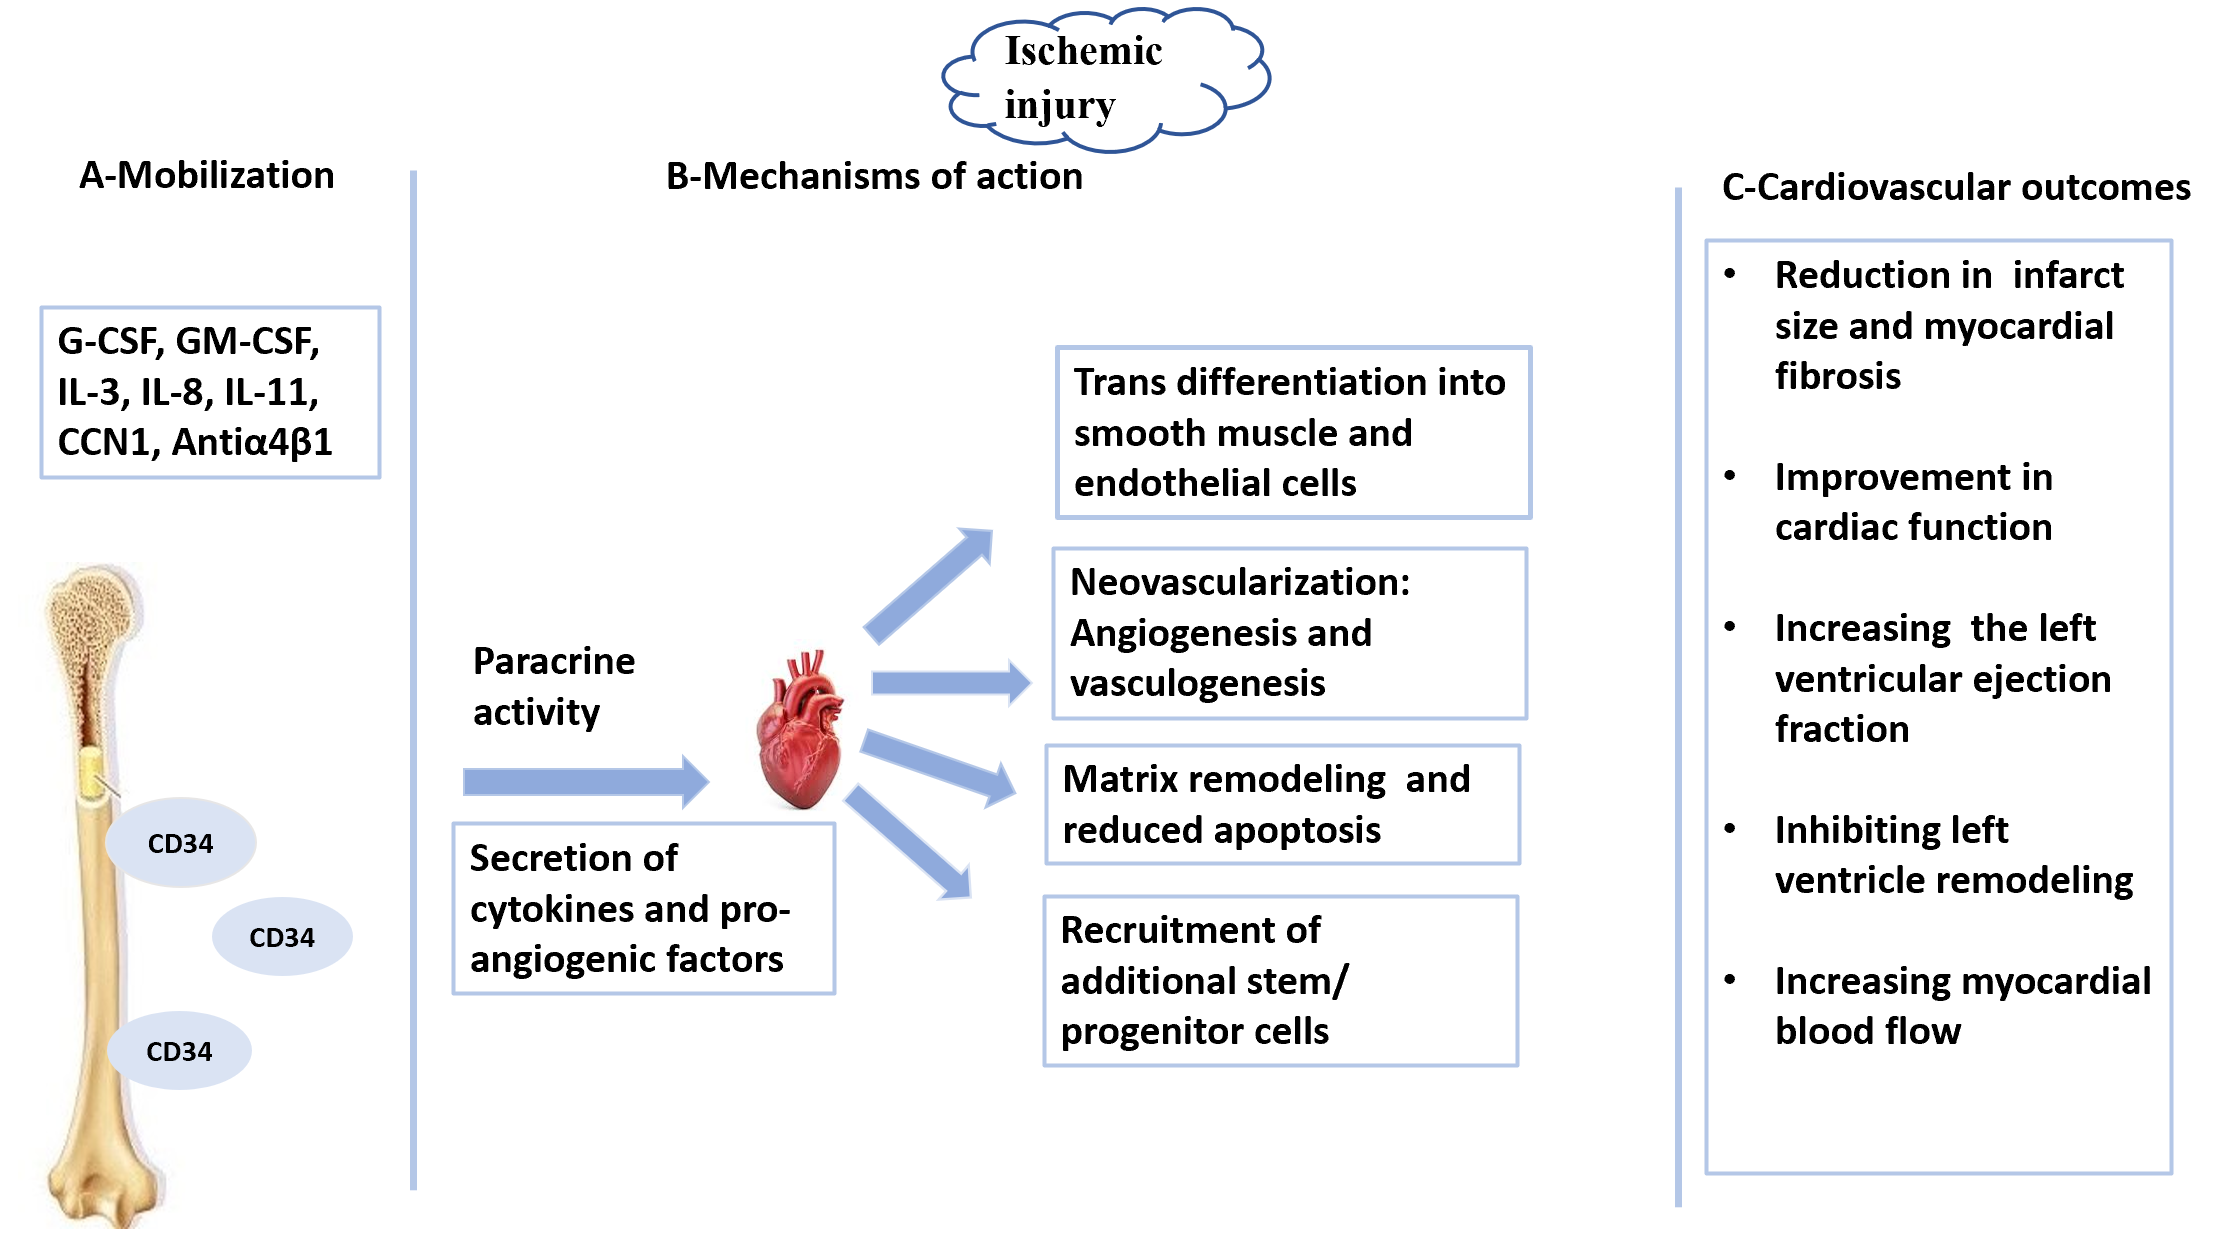 Ischemic
injury
A-Mobilization
B-Mechanisms of action
C-Cardiovascular outcomes
G-CSF, GM-CSF,
IL-3, IL-8, IL-11,
CCN1, Antiα4β1
CD34
CD34
CD34
Paracrine
activity
Secretion of
cytokines and pro-
angiogenic factors
Trans differentiation into
smooth muscle and
endothelial cells
Neovascularization:
Angiogenesis and
vasculogenesis
Matrix remodeling  and
reduced apoptosis
Recruitment of
additional stem/
progenitor cells
• Reduction in  infarct
size and myocardial
fibrosis
• Improvement in
cardiac function
• Increasing  the left
ventricular ejection
fraction
• Inhibiting left
ventricle remodeling
• Increasing myocardial
blood flow